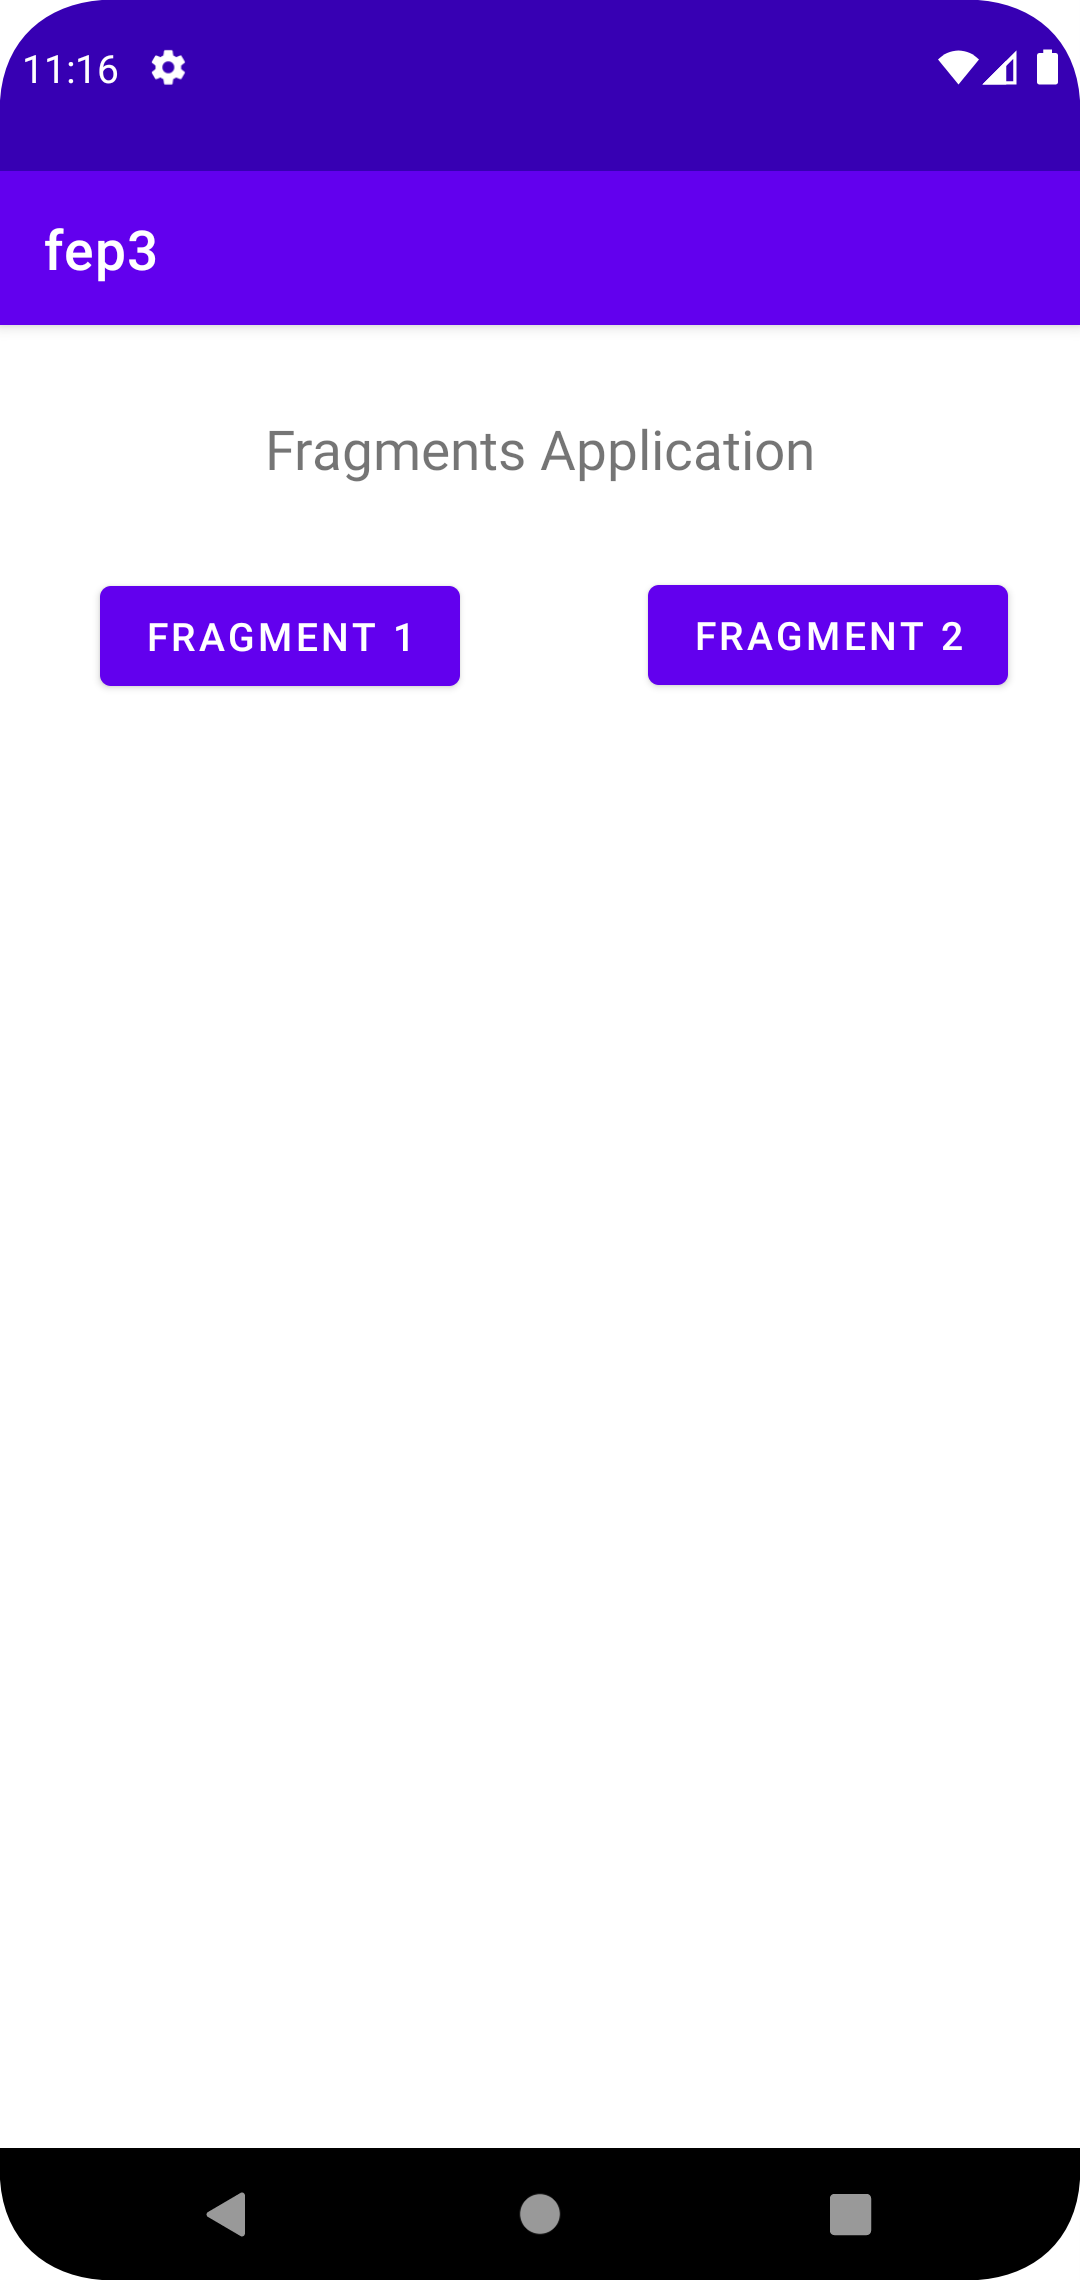 11:16
fep3
Fragments Application
FRAGMENT 1 FRAGMENT 2